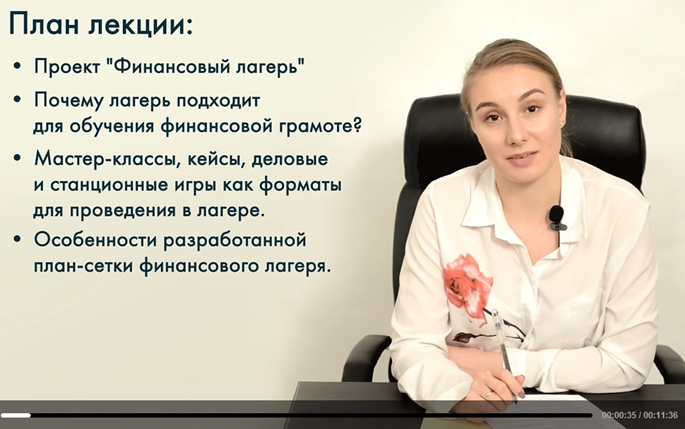 План лекции:
• Проект "Финансовый лагерь"
• Почему лагерь подходит
для обучения финансовой грамоте?
• Мастер-классы, кейсы, деловые
и станционные игры как форматы
для проведения в лагере.
• Особенности разработанной
план-сетки финансового лагеря.
00:00:35 / 00:11:36